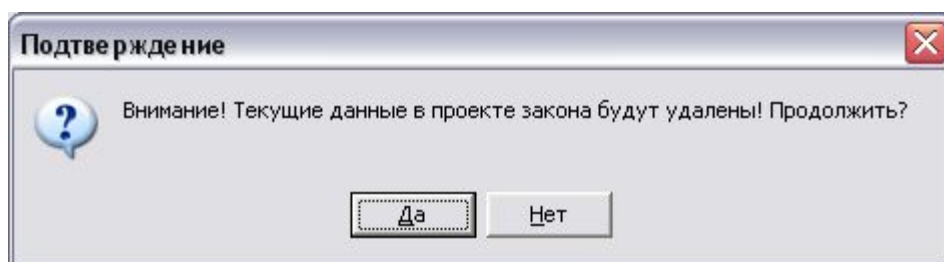 Подтверждение
Внимание! Текущие данные в проекте закона будут удалены! Продолжить?
Да
Нет